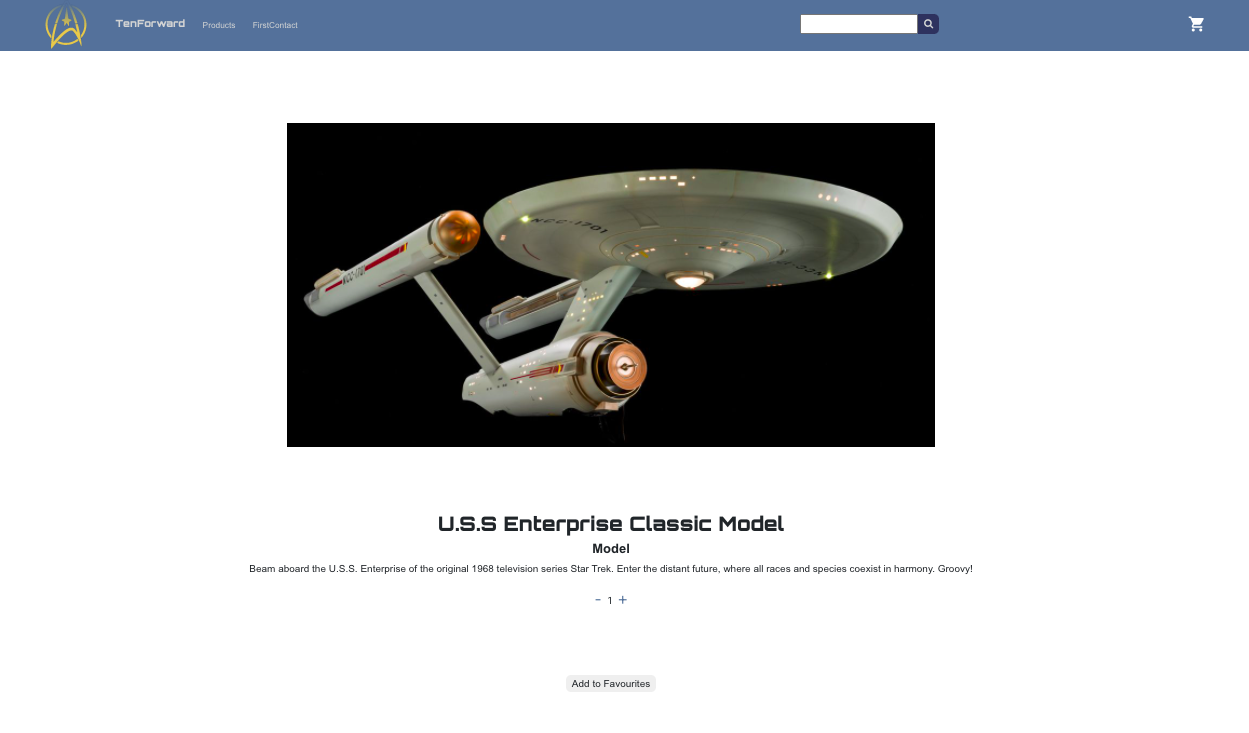 TenForward Products FirstContact
NCC-1701
NCC-1701
U.S.S Enterprise Classic Model
Model
Beam aboard the U.S.S. Enterprise of the original 1968 television series Star Trek. Enter the distant future, where all races and species coexist in harmony. Groovy!
- 1 +
Add to Favourites